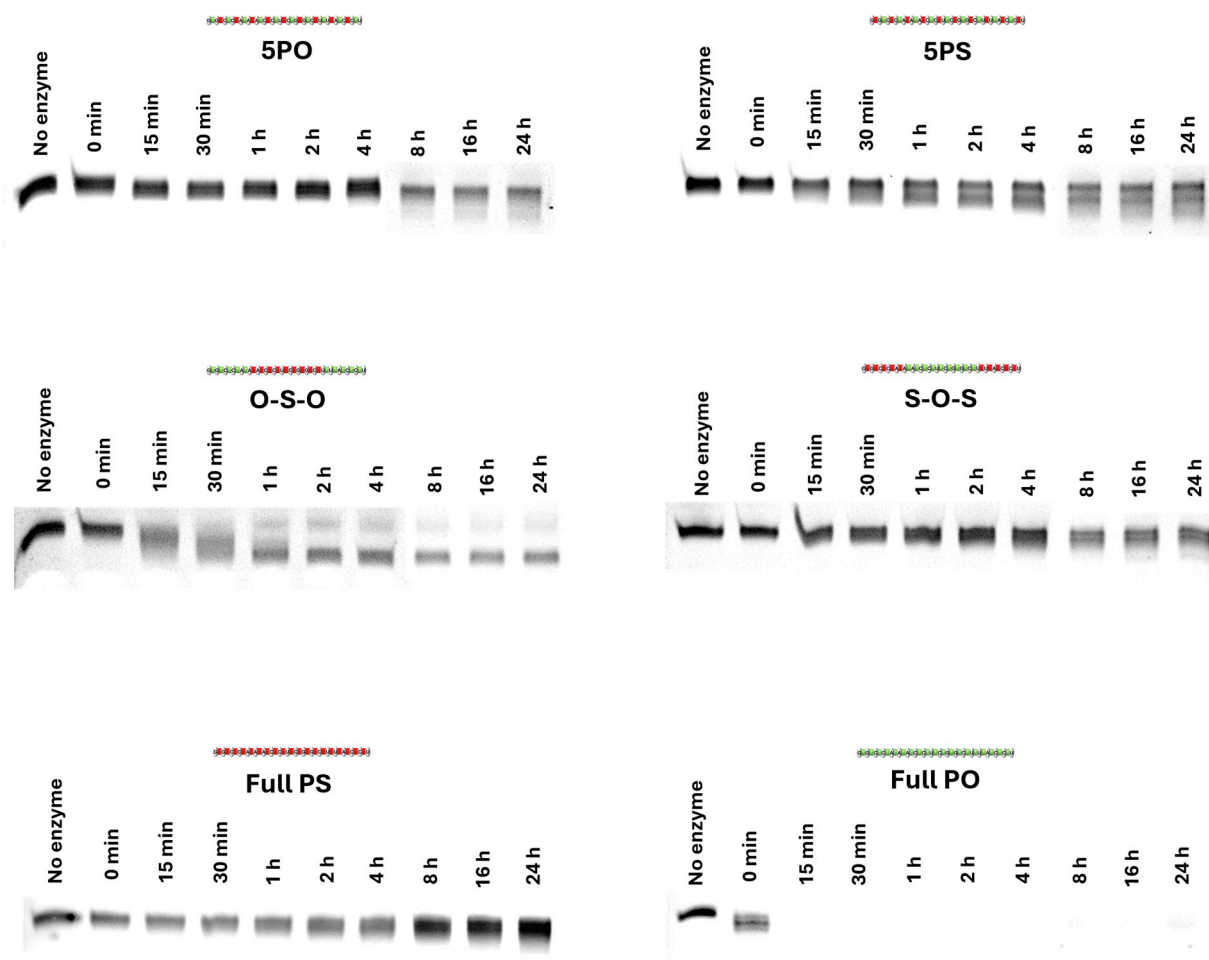 5PO
No enzyme
0 min
15 min
30 min
1 h
2 h
4 h
8 h
16 h
24 h
5PS
No enzyme
0 min
15 min
30 min
1 h
2 h
4 h
8 h
16 h
24 h
O-S-O
No enzyme
0 min
15 min
30 min
1 h
2 h
4 h
8 h
16 h
24 h
S-O-S
No enzyme
0 min
15 min
30 min
1 h
2 h
4 h
8 h
16 h
24 h
Full PS
No enzyme
0 min
15 min
30 min
1 h
2 h
4 h
8 h
16 h
24 h
Full PO
No enzyme
0 min
15 min
30 min
1 h
2 h
4 h
8 h
16 h
24 h